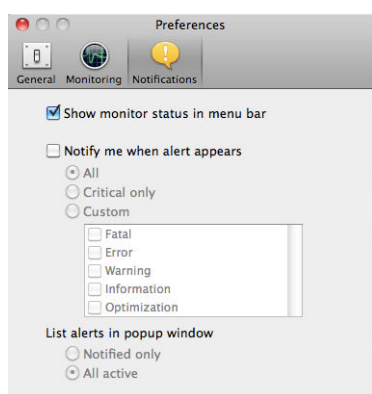 Preferences
General Monitoring Notifications
Show monitor status in menu bar
Notify me when alert appears
All
Critical only
Custom
Fatal
Error
Warning
Information
Optimization
List alerts in popup window
Notified only
All active